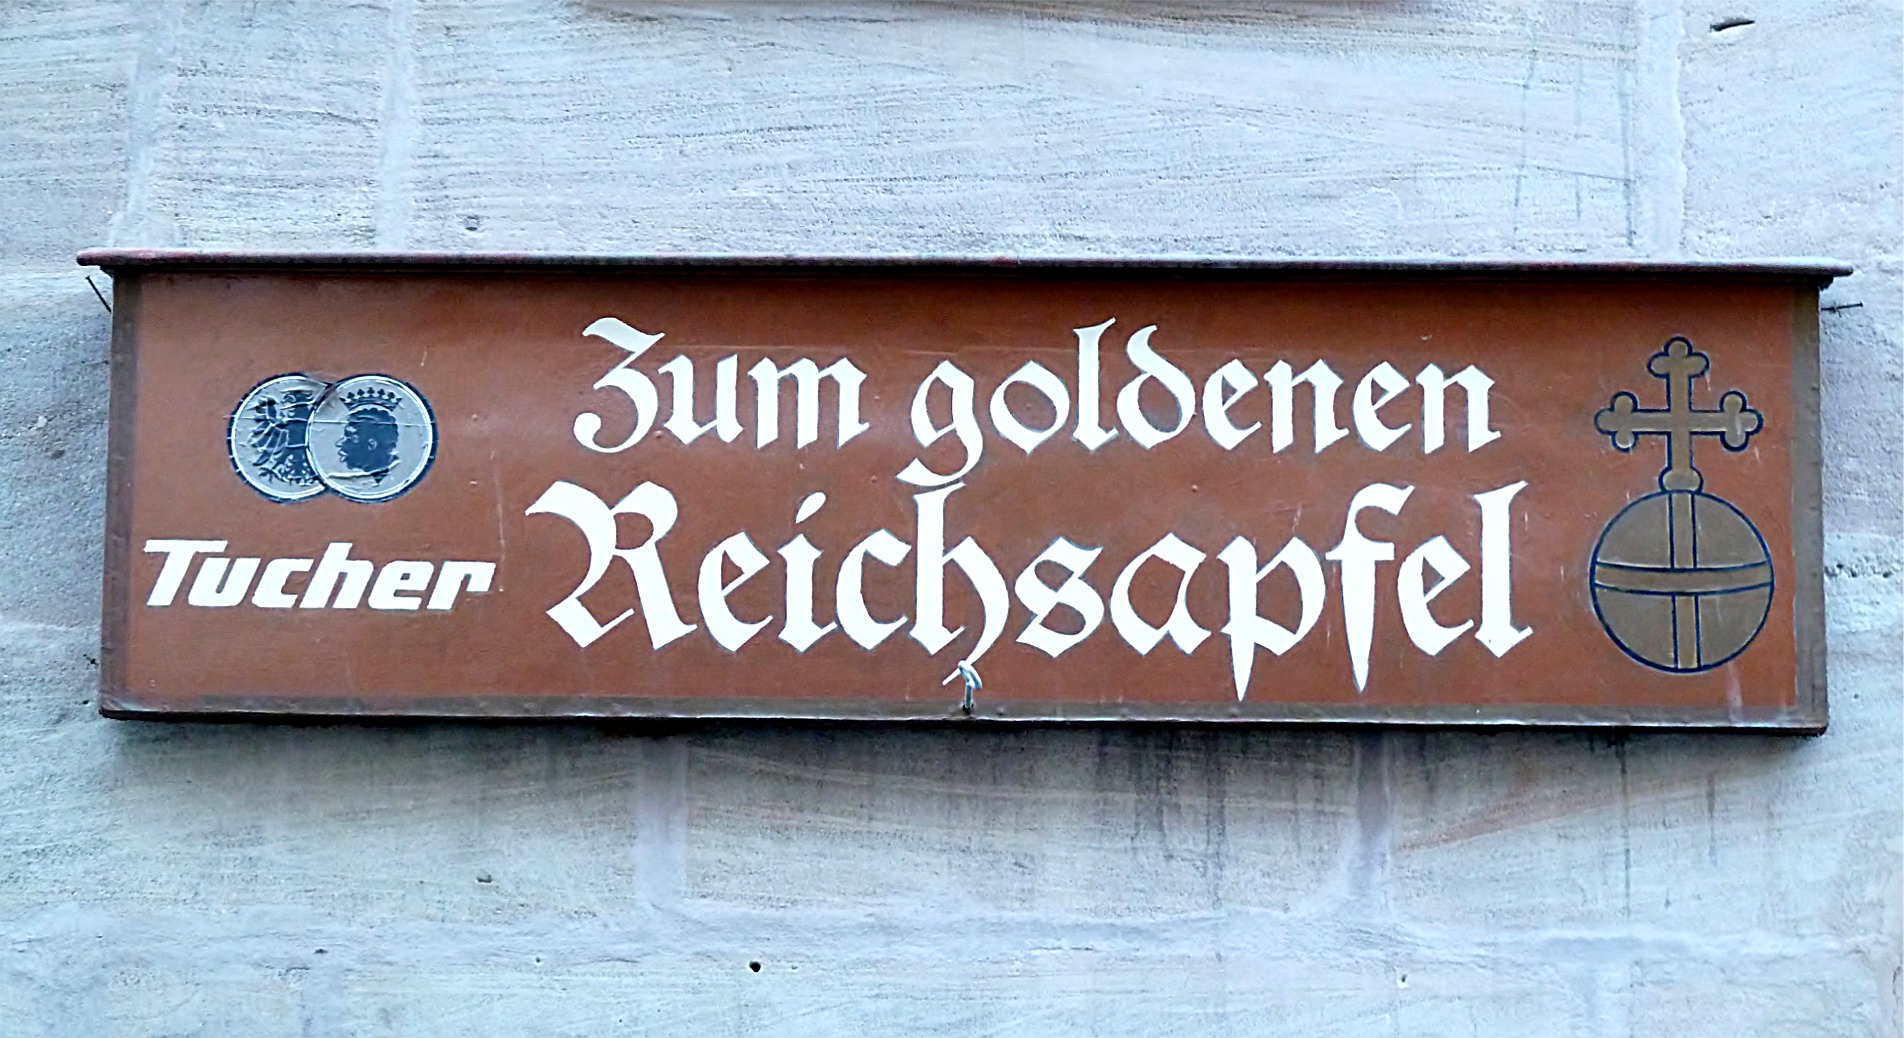 Zum goldenen
Reichsapfel
Tucher